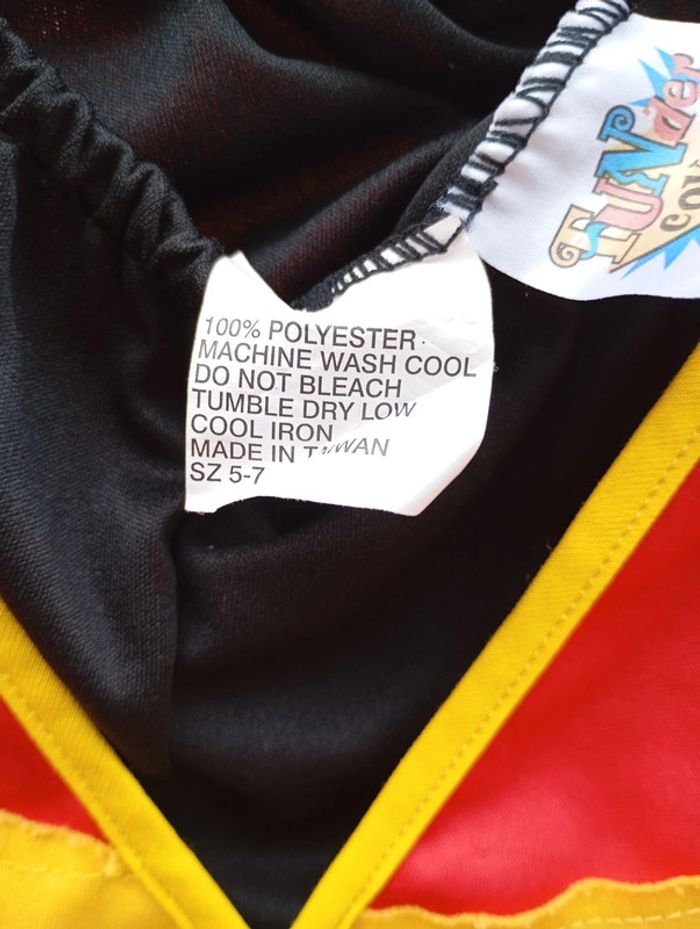 FUNder
100% POLYESTER
MACHINE WASH COOL
DO NOT BLEACH
TUMBLE DRY LOW
COOL IRON
MADE IN TAIWAN
SZ 5-7